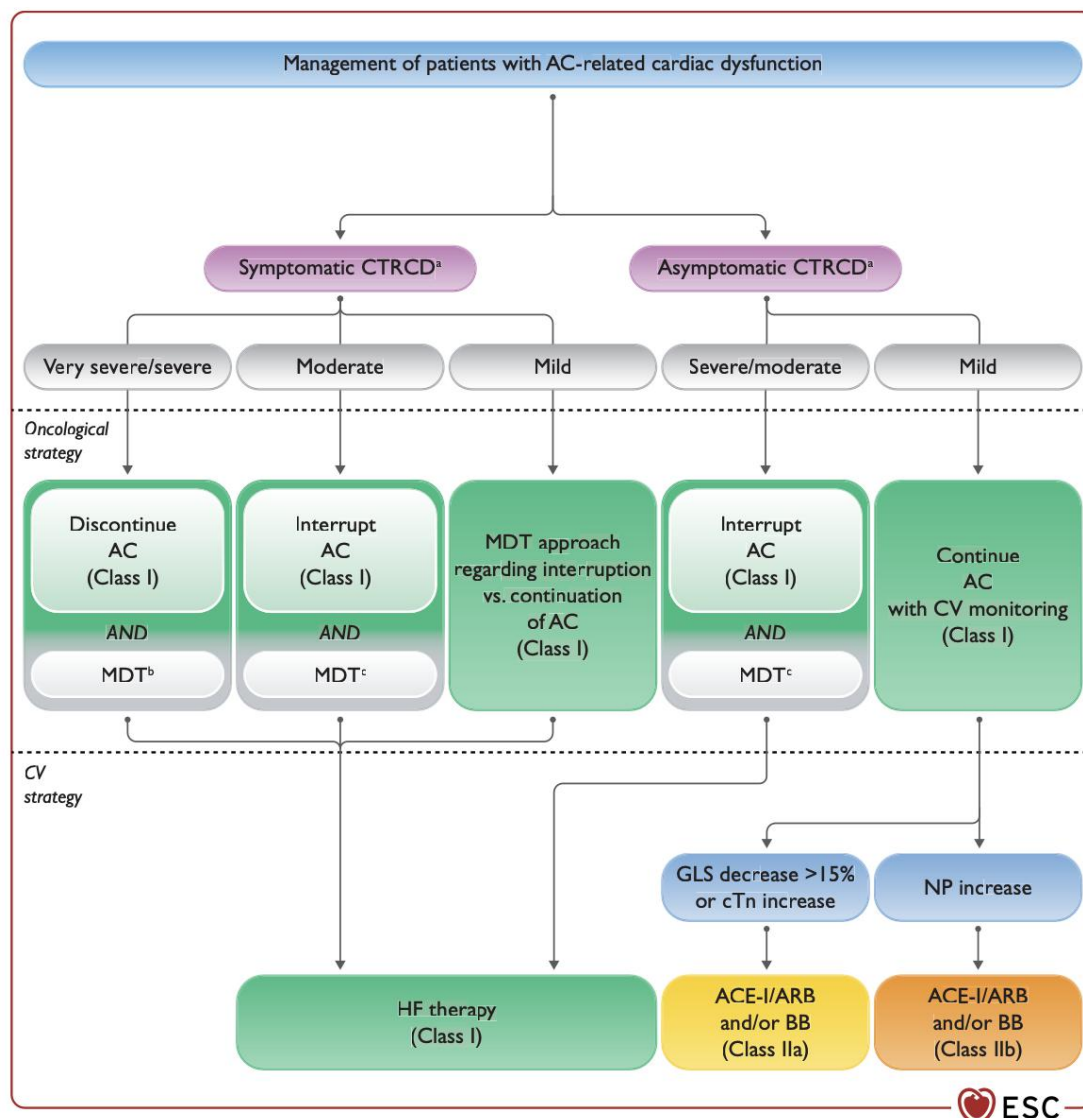 Management of patients with AC-related cardiac dysfunction
Symptomatic CTRCDᵃ
Asymptomatic CTRCDᵃ
Very severe/severe
Moderate
Mild
Severe/moderate
Mild
Oncological
strategy
Discontinue
AC
(Class I)
AND
MDTᵇ
Interrupt
AC
(Class I)
AND
MDTᶜ
MDT approach
regarding interruption
vs. continuation
of AC
(Class I)
Interrupt
AC
(Class I)
AND
MDTᶜ
Continue
AC
with CV monitoring
(Class I)
CV
strategy
GLS decrease >15%
or cTn increase
NP increase
HF therapy
(Class I)
ACE-I/ARB
and/or BB
(Class IIa)
ACE-I/ARB
and/or BB
(Class IIb)
ESC